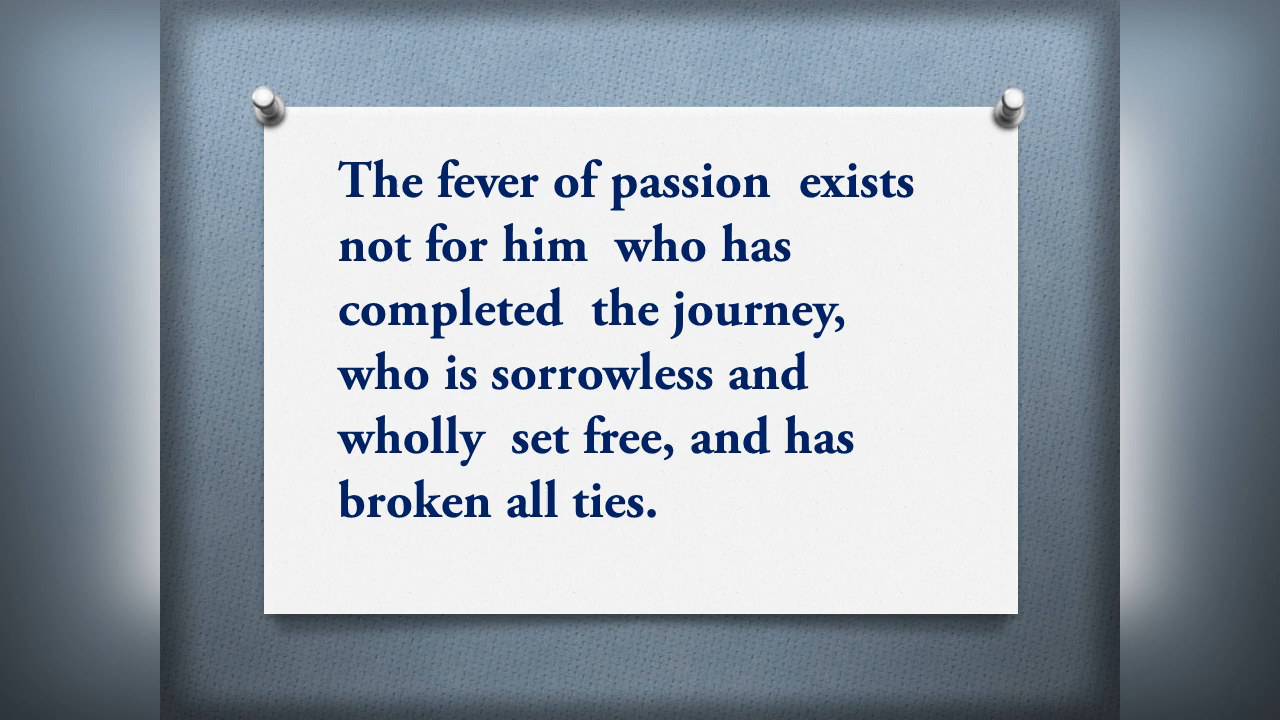 The fever of passion  exists
not for him  who has
completed  the journey,
who is sorrowless and
wholly  set free, and has
broken all ties.